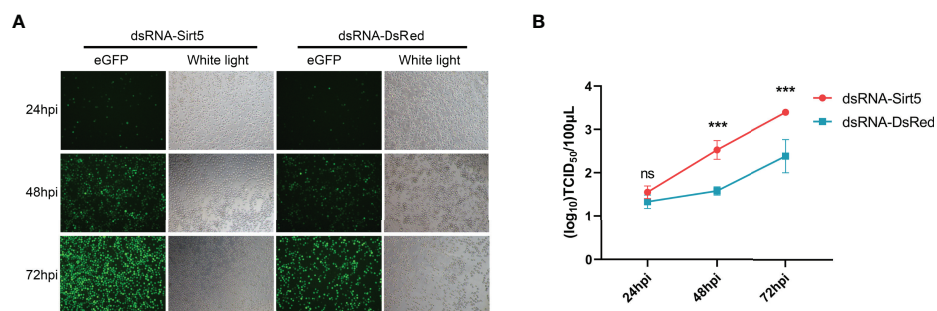 A
dsRNA-Sirt5 dsRNA-DsRed
eGFP White light eGFP White light
24hpi
48hpi
72hpi
B
(log10)TCID50/100μL
4
3
2
1
0
ns
***
***
24hpi 48hpi 72hpi
dsRNA-Sirt5
dsRNA-DsRed